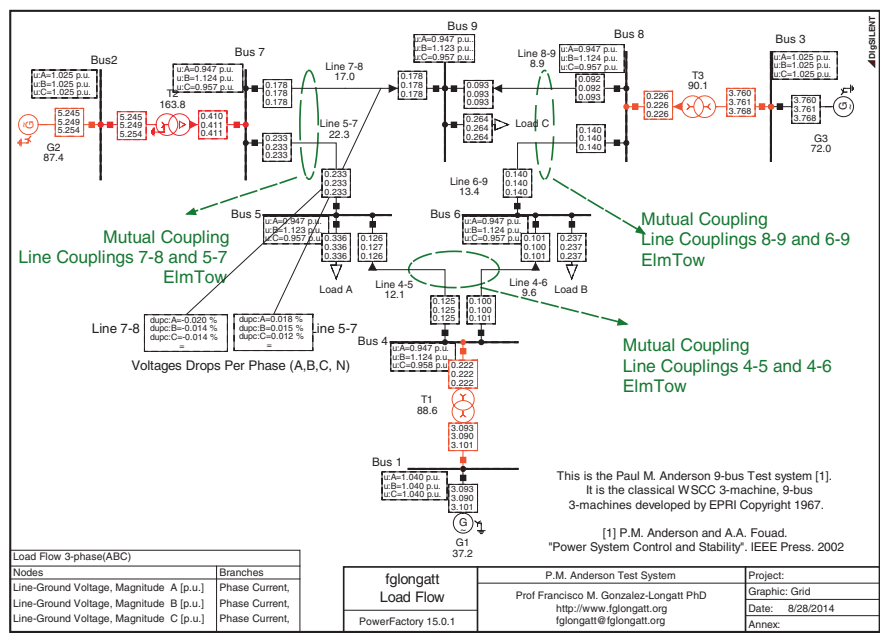 DIgSILENT
Bus2
u:A=1.025 p.u.
u:B=1.025 p.u.
u:C=1.025 p.u.
Bus 7
u:A=0.947 p.u.
u:B=1.124 p.u.
u:C=0.957 p.u.
Line 7-8
17.0
Bus 9
u:A=0.947 p.u.
u:B=1.123 p.u.
u:C=0.957 p.u.
Line 8-9
8.9
Bus 8
u:A=0.947 p.u.
u:B=1.124 p.u.
u:C=0.957 p.u.
T3
90.1
Bus 3
u:A=1.025 p.u.
u:B=1.025 p.u.
u:C=1.025 p.u.
G
G2
87.4
5.245
5.249
5.254
5.245
5.249
5.254
T2
163.8
0.410
0.411
0.411
0.178
0.178
0.178
0.233
0.233
0.233
Line 5-7
22.3
0.178
0.178
0.178
0.093
0.093
0.093
0.264
0.264
0.264
Load C
0.092
0.092
0.093
0.140
0.140
0.140
0.226
0.226
0.226
3.760
3.761
3.768
3.760
3.761
3.768
G
G3
72.0
0.233
0.233
0.233
Line 6-9
13.4
0.140
0.140
0.140
Bus 5
u:A=0.947 p.u.
u:B=1.123 p.u.
u:C=0.957 p.u.
0.336
0.336
0.336
0.126
0.127
0.126
Load A
Bus 6
u:A=0.947 p.u.
u:B=1.123 p.u.
u:C=0.957 p.u.
0.101
0.100
0.101
0.237
0.237
0.237
Load B
Mutual Coupling
Line Couplings 7-8 and 5-7
ElmTow
Mutual Coupling
Line Couplings 8-9 and 6-9
ElmTow
Line 4-5
12.1
Line 4-6
9.6
0.125
0.125
0.125
0.100
0.100
0.101
Line 7-8
dupc:A=-0.020 %
dupc:B=-0.014 %
dupc:C=-0.014 %
=
dupc:A=0.018 %
dupc:B=0.015 %
dupc:C=0.012 %
=
Line 5-7
Voltages Drops Per Phase (A,B,C, N)
Mutual Coupling
Line Couplings 4-5 and 4-6
ElmTow
Bus 4
u:A=0.947 p.u.
u:B=1.124 p.u.
u:C=0.958 p.u
0.222
0.222
0.222
T1
88.6
3.093
3.090
3.101
Bus 1
u:A=1.040 p.u.
u:B=1.040 p.u.
u:C=1.040 p.u.
3.093
3.090
3.101
G
~
G1
37.2
This is the Paul M. Anderson 9-bus Test system [1].
It is the classical WSCC 3-machine, 9-bus
3-machines developed by EPRI Copyright 1967.
[1] P.M. Anderson and A.A. Fouad.
"Power System Control and Stability". IEEE Press. 2002
Load Flow 3-phase(ABC)
Nodes Branches
Line-Ground Voltage, Magnitude A [p.u.] Phase Current,
Line-Ground Voltage, Magnitude B [p.u.] Phase Current,
Line-Ground Voltage, Magnitude C [p.u.] Phase Current,
fglongatt
Load Flow
PowerFactory 15.0.1
P.M. Anderson Test System
Prof Francisco M. Gonzalez-Longatt PhD
http://www.fglongatt.org
fglongatt@fglongatt.org
Project:
Graphic: Grid
Date: 8/28/2014
Annex: